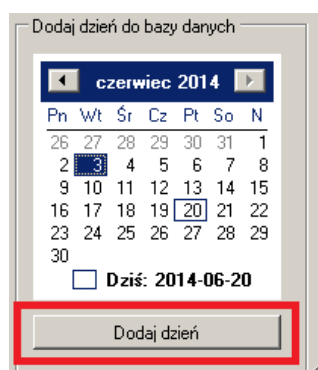 Dodaj dzień do bazy danych
czerwiec 2014
Pn Wt Śr Cz Pt So N
26 27 28 29 30 31 1
2 3 4 5 6 7 8
9 10 11 12 13 14 15
16 17 18 19 20 21 22
23 24 25 26 27 28 29
30
Dziś: 2014-06-20
Dodaj dzień